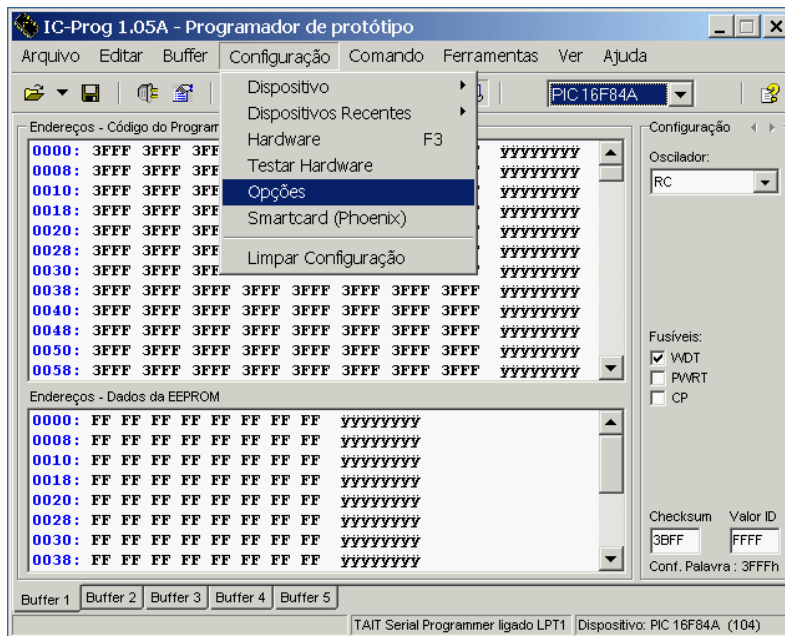 IC-Prog 1.05A - Programador de protótipo
Arquivo Editar Buffer Configuração Comando Ferramentas Ver Ajuda
Dispositivo
Dispositivos Recentes
Hardware F3
Testar Hardware
Opções
Smartcard (Phoenix)
Limpar Configuração
PIC 16F84A
Endereços - Código do Program
0000: 3FFF 3FFF 3FF ÿÿÿÿÿÿÿÿ
0008: 3FFF 3FFF 3FF ÿÿÿÿÿÿÿÿ
0010: 3FFF 3FFF 3FF ÿÿÿÿÿÿÿÿ
0018: 3FFF 3FFF 3FF ÿÿÿÿÿÿÿÿ
0020: 3FFF 3FFF 3FF ÿÿÿÿÿÿÿÿ
0028: 3FFF 3FFF 3FF ÿÿÿÿÿÿÿÿ
0030: 3FFF 3FFF 3FF ÿÿÿÿÿÿÿÿ
0038: 3FFF 3FFF 3FFF 3FFF 3FFF 3FFF 3FFF 3FFF ÿÿÿÿÿÿÿÿ
0040: 3FFF 3FFF 3FFF 3FFF 3FFF 3FFF 3FFF 3FFF ÿÿÿÿÿÿÿÿ
0048: 3FFF 3FFF 3FFF 3FFF 3FFF 3FFF 3FFF 3FFF ÿÿÿÿÿÿÿÿ
0050: 3FFF 3FFF 3FFF 3FFF 3FFF 3FFF 3FFF 3FFF ÿÿÿÿÿÿÿÿ
0058: 3FFF 3FFF 3FFF 3FFF 3FFF 3FFF 3FFF 3FFF ÿÿÿÿÿÿÿÿ
Endereços - Dados da EEPROM
0000: FF FF FF FF FF FF FF FF ÿÿÿÿÿÿÿÿ
0008: FF FF FF FF FF FF FF FF ÿÿÿÿÿÿÿÿ
0010: FF FF FF FF FF FF FF FF ÿÿÿÿÿÿÿÿ
0018: FF FF FF FF FF FF FF FF ÿÿÿÿÿÿÿÿ
0020: FF FF FF FF FF FF FF FF ÿÿÿÿÿÿÿÿ
0028: FF FF FF FF FF FF FF FF ÿÿÿÿÿÿÿÿ
0030: FF FF FF FF FF FF FF FF ÿÿÿÿÿÿÿÿ
0038: FF FF FF FF FF FF FF FF ÿÿÿÿÿÿÿÿ
Configuração
Oscilador:
RC
Fusíveis:
WDT
PWRT
CP
Checksum Valor ID
3BFF FFFF
Conf. Palavra : 3FFFh
Buffer 1 Buffer 2 Buffer 3 Buffer 4 Buffer 5
TAIT Serial Programmer ligado LPT1 Dispositivo: PIC 16F84A (104)